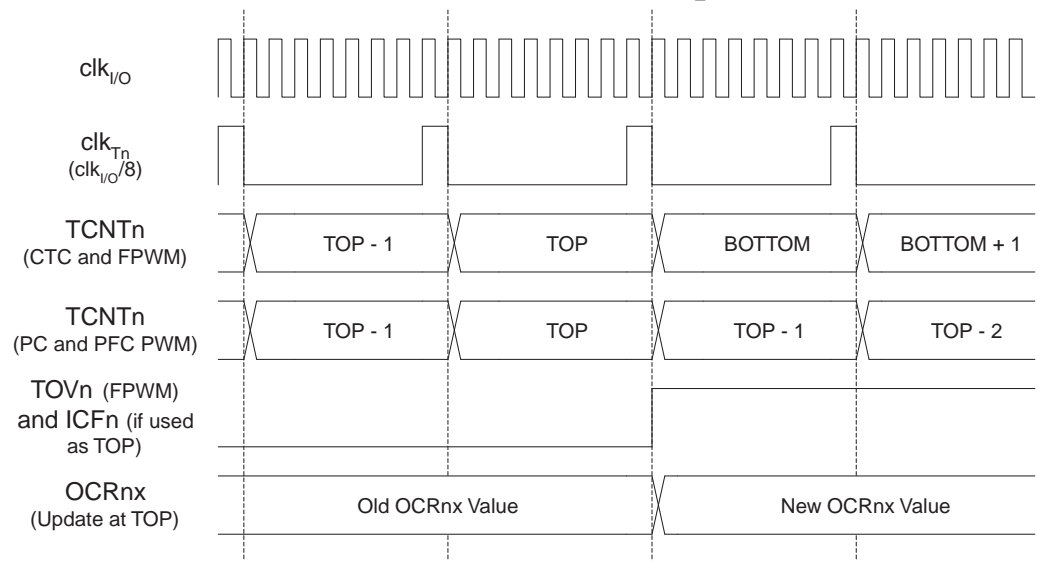 clkI/O
clkTn
(clkI/O/8)
TCNTn
(CTC and FPWM)
TOP - 1
TOP
BOTTOM
BOTTOM + 1
TCNTn
(PC and PFC PWM)
TOP - 1
TOP
TOP - 1
TOP - 2
TOVn (FPWM)
and ICFn (if used
as TOP)
OCRnx
(Update at TOP)
Old OCRnx Value
New OCRnx Value